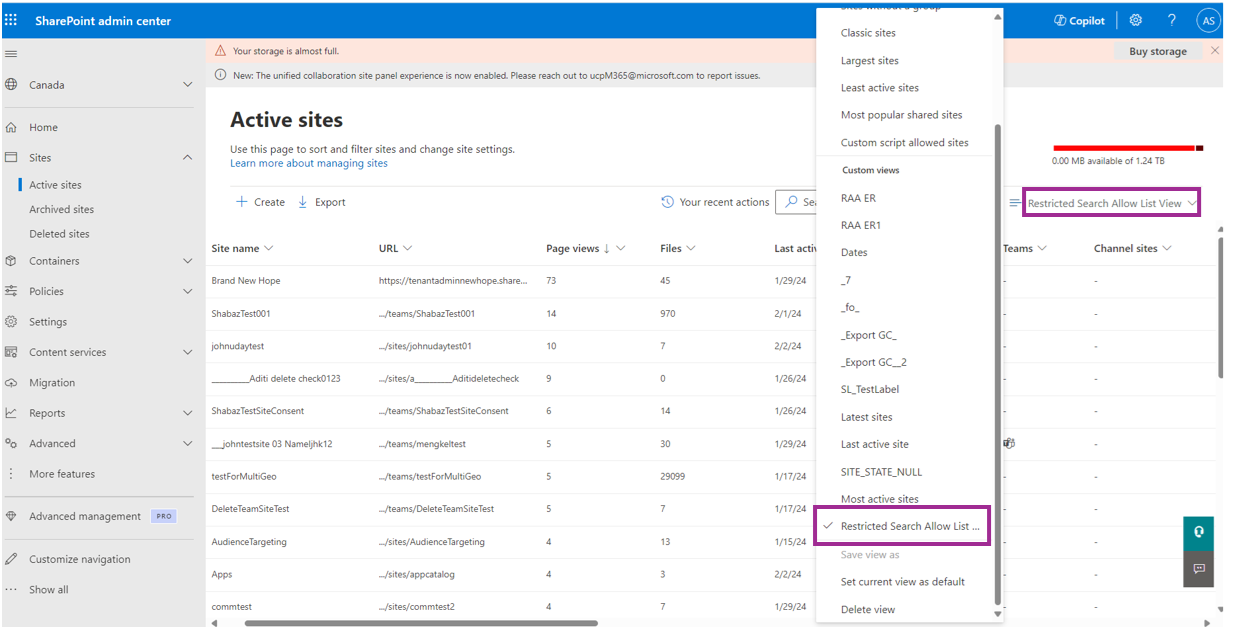 SharePoint admin center
Copilot
?
AS
Your storage is almost full.
Buy storage
New: The unified collaboration site panel experience is now enabled. Please reach out to ucpM365@microsoft.com to report issues.
Canada
Home
Sites
Active sites
Archived sites
Deleted sites
Containers
Policies
Settings
Content services
Migration
Reports
Advanced
More features
Advanced management PRO
Customize navigation
Show all
Active sites
Use this page to sort and filter sites and change site settings.
Learn more about managing sites
0.00 MB available of 1.24 TB
Create Export Your recent actions Restricted Search Allow List View
Site name URL Page views ↓ Files Teams Channel sites
Brand New Hope https://tenantadminnewhope.share... 73 45 1/29/24 - -
ShabazTest001 .../teams/ShabazTest001 14 970 2/1/24 - -
johnudaytest .../sites/johnudaytest01 10 7 2/2/24 - -
_________Aditi delete check0123 .../sites/a_________Aditideletecheck 9 0 1/26/24 - -
ShabazTestSiteConsent .../teams/ShabazTestSiteConsent 6 14 1/26/24 - -
___johntestsite 03 Nameljhk12 .../teams/mengkeltest 5 30 1/29/24 -
testForMultiGeo .../teams/testForMultiGeo 5 29099 1/17/24 - -
DeleteTeamSiteTest .../teams/DeleteTeamSiteTest 5 7 1/17/24 - -
AudienceTargeting .../sites/AudienceTargeting 4 13 1/15/24 - -
Apps .../sites/appcatalog 4 3 2/2/24 - -
commtest .../sites/commtest2 4 7 1/29/24 - -
Sites without a group
Classic sites
Largest sites
Least active sites
Most popular shared sites
Custom script allowed sites
Custom views
RAA ER
RAA ER1
Dates
_7
_fo_
_Export GC_
_Export GC__2
SL_TestLabel
Latest sites
Last active site
SITE_STATE_NULL
Most active sites
Restricted Search Allow List ...
Save view as
Set current view as default
Delete view